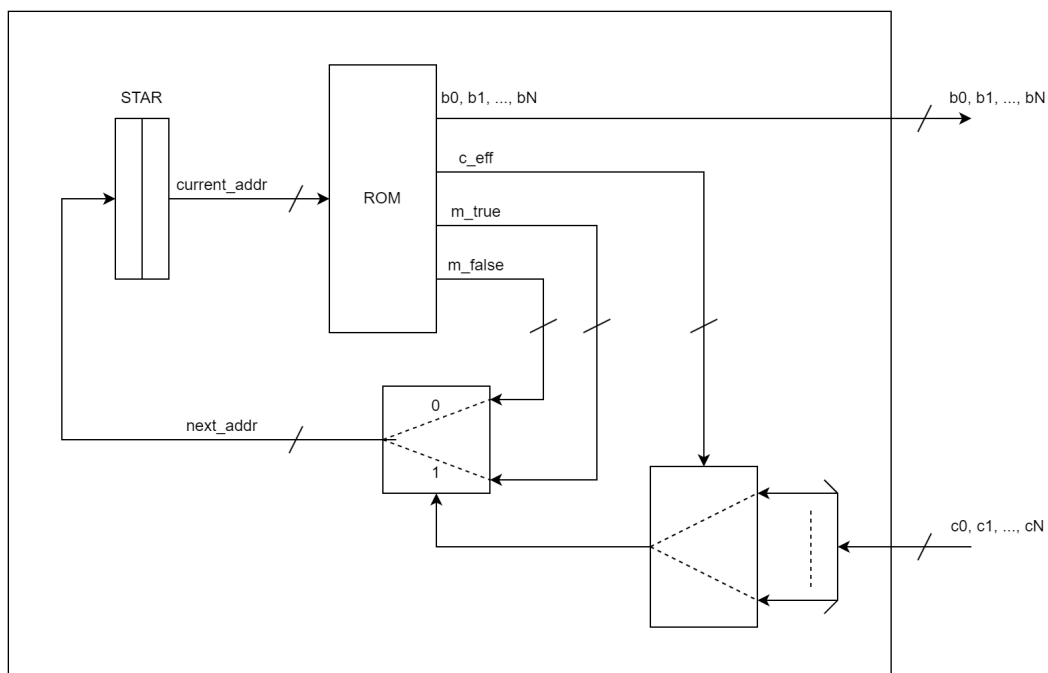 b0, b1, ..., bN
b0, b1, ..., bN
STAR
c_eff
current_addr
ROM
m_true
m_false
0
next_addr
1
c0, c1, ..., cN